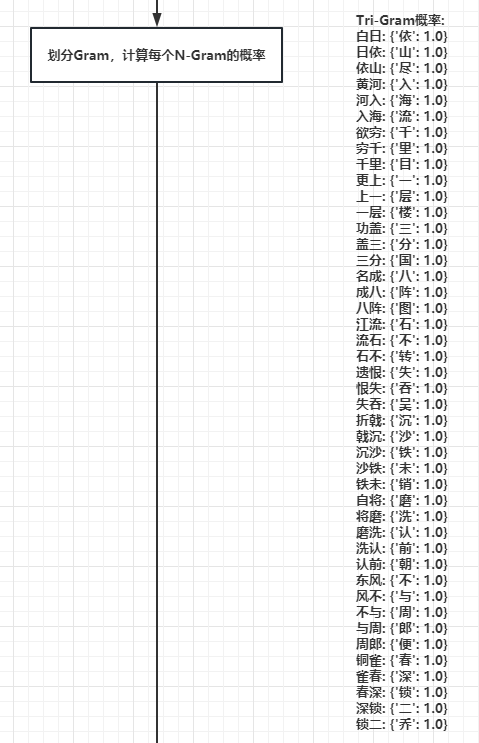 划分Gram，计算每个N-Gram的概率
Tri-Gram概率:
白日: {'依': 1.0}
日依: {'山': 1.0}
依山: {'尽': 1.0}
黄河: {'入': 1.0}
河入: {'海': 1.0}
入海: {'流': 1.0}
欲穷: {'千': 1.0}
穷千: {'里': 1.0}
千里: {'目': 1.0}
更上: {'一': 1.0}
上一: {'层': 1.0}
一层: {'楼': 1.0}
功盖: {'三': 1.0}
盖三: {'分': 1.0}
三分: {'国': 1.0}
名成: {'八': 1.0}
成八: {'阵': 1.0}
八阵: {'图': 1.0}
江流: {'石': 1.0}
流石: {'不': 1.0}
石不: {'转': 1.0}
遗恨: {'失': 1.0}
恨失: {'吞': 1.0}
失吞: {'吴': 1.0}
折戟: {'沉': 1.0}
戟沉: {'沙': 1.0}
沉沙: {'铁': 1.0}
沙铁: {'未': 1.0}
铁未: {'销': 1.0}
自将: {'磨': 1.0}
将磨: {'洗': 1.0}
磨洗: {'认': 1.0}
洗认: {'前': 1.0}
认前: {'朝': 1.0}
东风: {'不': 1.0}
风不: {'与': 1.0}
不与: {'周': 1.0}
与周: {'郎': 1.0}
周郎: {'便': 1.0}
铜雀: {'春': 1.0}
雀春: {'深': 1.0}
春深: {'锁': 1.0}
深锁: {'二': 1.0}
锁二: {'乔': 1.0}